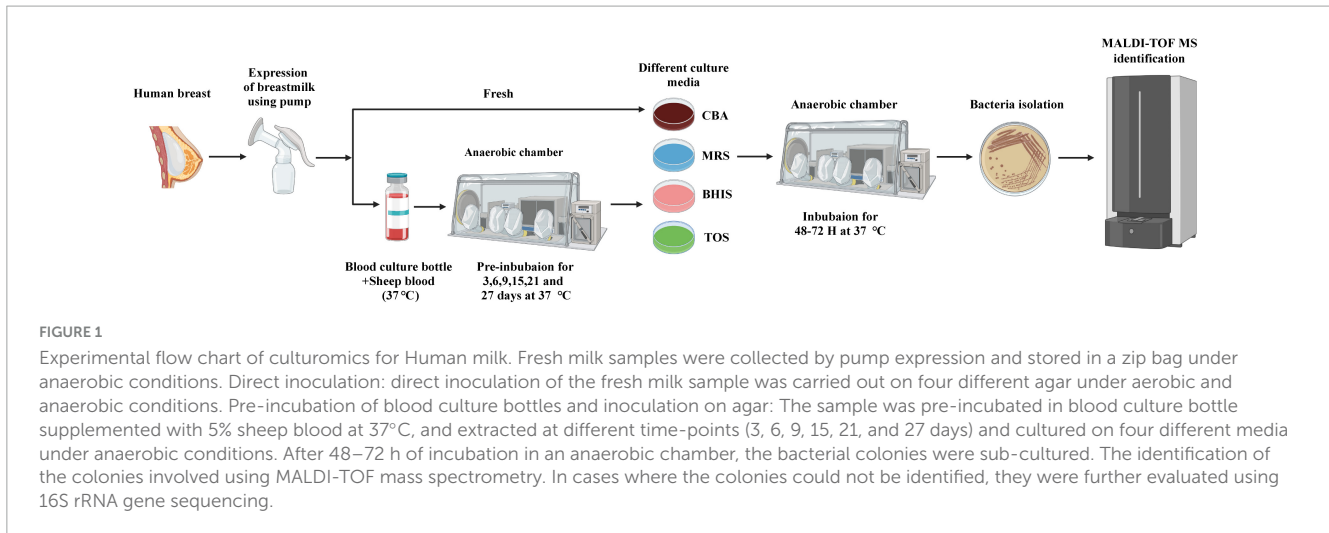 Human breast
Expression
of breastmilk
using pump
Fresh
Blood culture bottle
+Sheep blood
(37°C)
Anaerobic chamber
Pre-inbubaion for
3,6,9,15,21 and
27 days at 37 °C
Different culture
media
CBA
MRS
BHIS
TOS
Anaerobic chamber
Inbubaion for
48-72 H at 37 °C
Bacteria isolation
MALDI-TOF MS
identification
FIGURE 1
Experimental flow chart of culturomics for Human milk. Fresh milk samples were collected by pump expression and stored in a zip bag under
anaerobic conditions. Direct inoculation: direct inoculation of the fresh milk sample was carried out on four different agar under aerobic and
anaerobic conditions. Pre-incubation of blood culture bottles and inoculation on agar: The sample was pre-incubated in blood culture bottle
supplemented with 5% sheep blood at 37°C, and extracted at different time-points (3, 6, 9, 15, 21, and 27 days) and cultured on four different media
under anaerobic conditions. After 48–72 h of incubation in an anaerobic chamber, the bacterial colonies were sub-cultured. The identification of
the colonies involved using MALDI-TOF mass spectrometry. In cases where the colonies could not be identified, they were further evaluated using
16S rRNA gene sequencing.